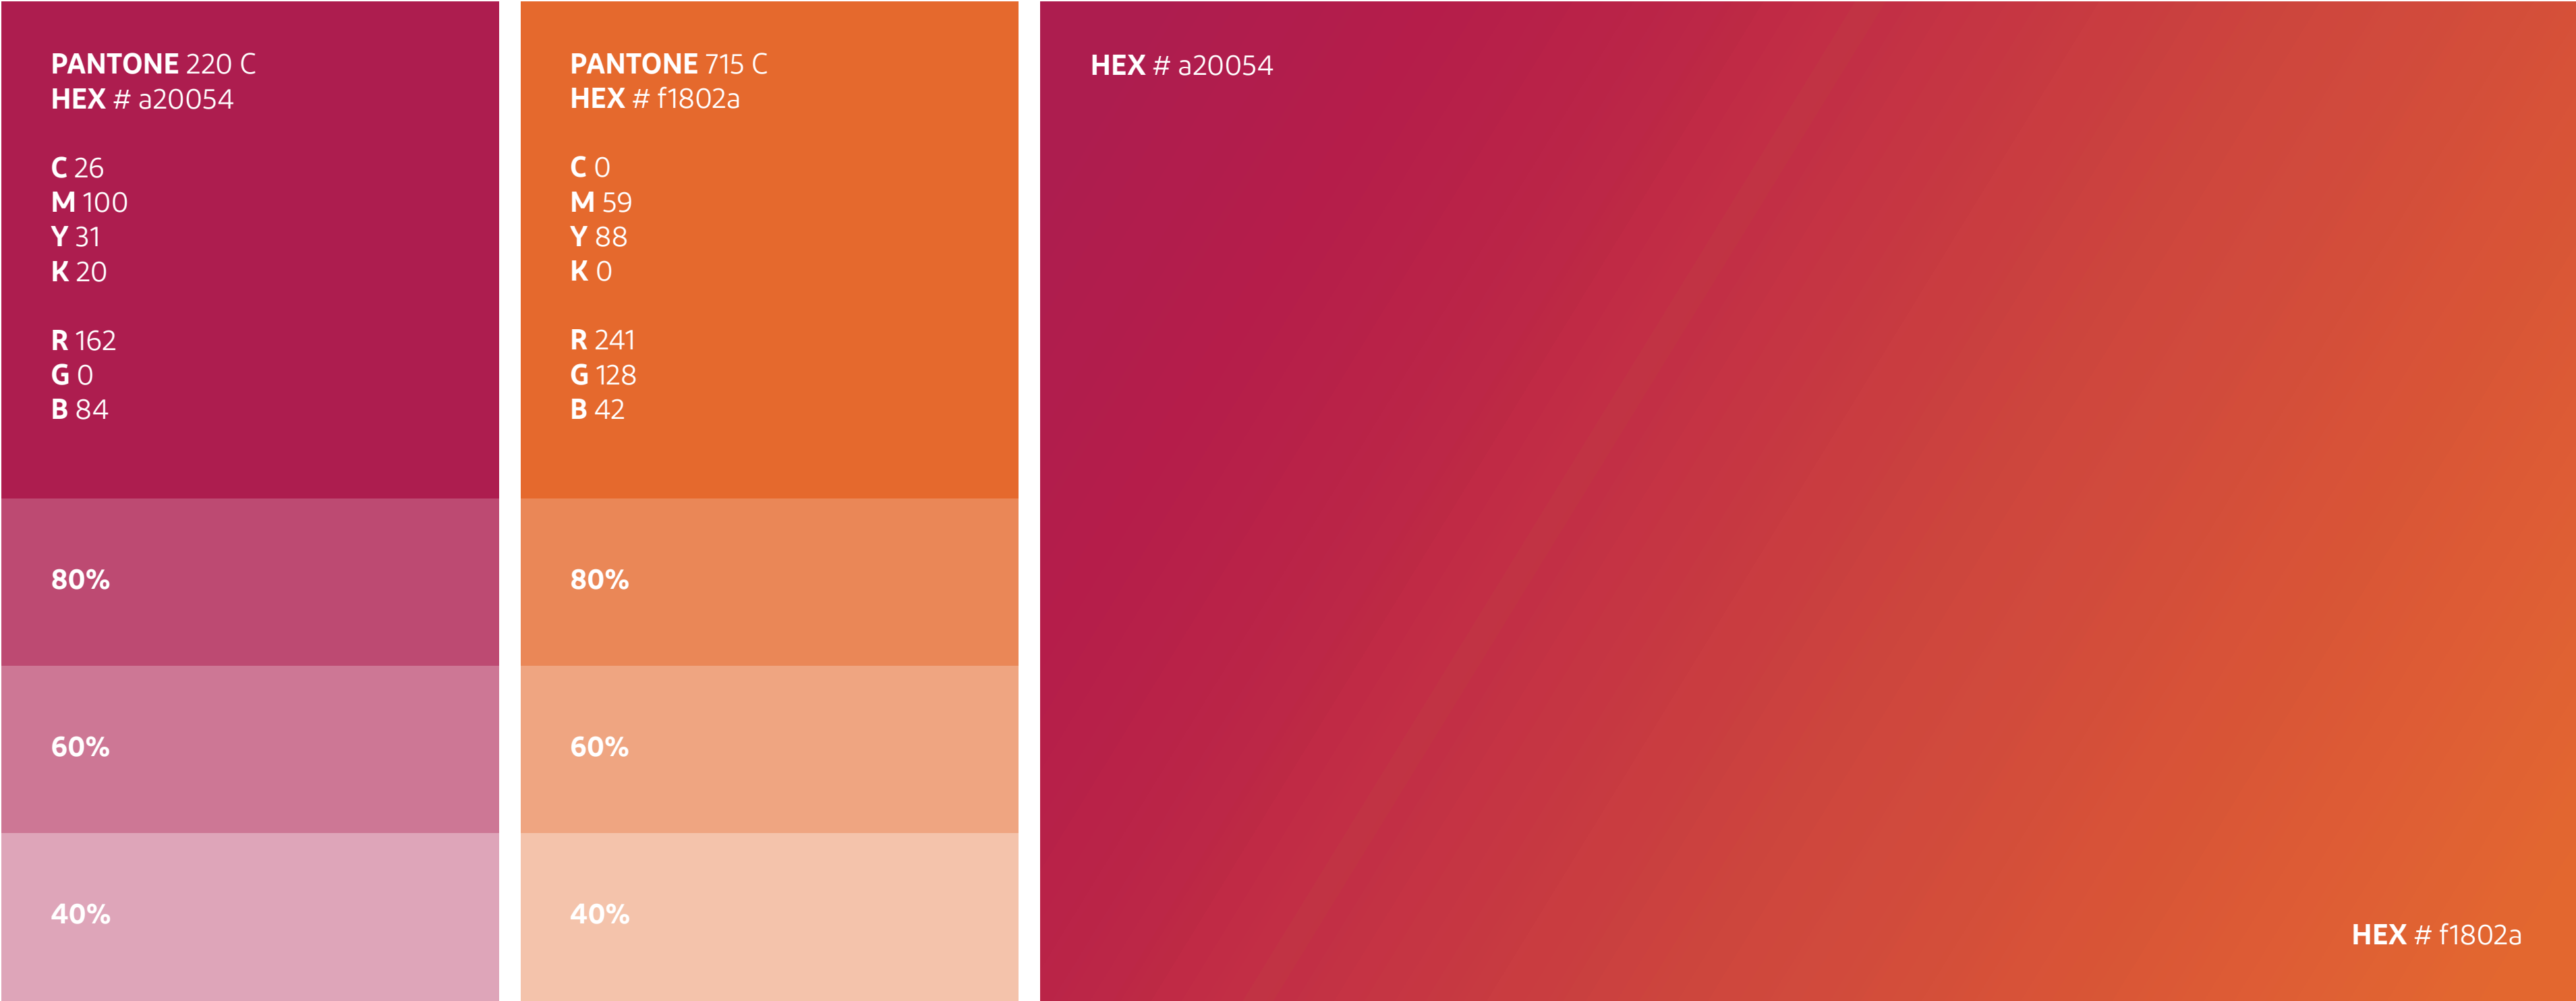 PANTONE 220 C
HEX # a20054
C 26
M 100
Y 31
K 20
R 162
G 0
B 84
80%
60%
40%
PANTONE 715 C
HEX # f1802a
C 0
M 59
Y 88
K 0
R 241
G 128
B 42
80%
60%
40%
HEX # a20054
HEX # f1802a